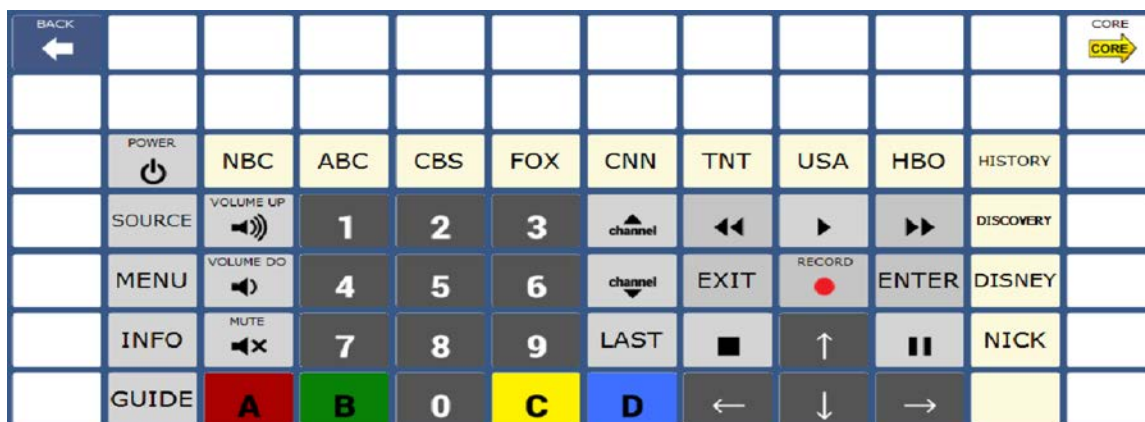 BACK
CORE
CORE
POWER
NBC
ABC
CBS
FOX
CNN
TNT
USA
HBO
HISTORY
SOURCE
VOLUME UP
1
2
3
channel
DISCOVERY
MENU
VOLUME DO
4
5
6
channel
EXIT
RECORD
ENTER
DISNEY
INFO
MUTE
7
8
9
LAST
NICK
GUIDE
A
B
0
C
D